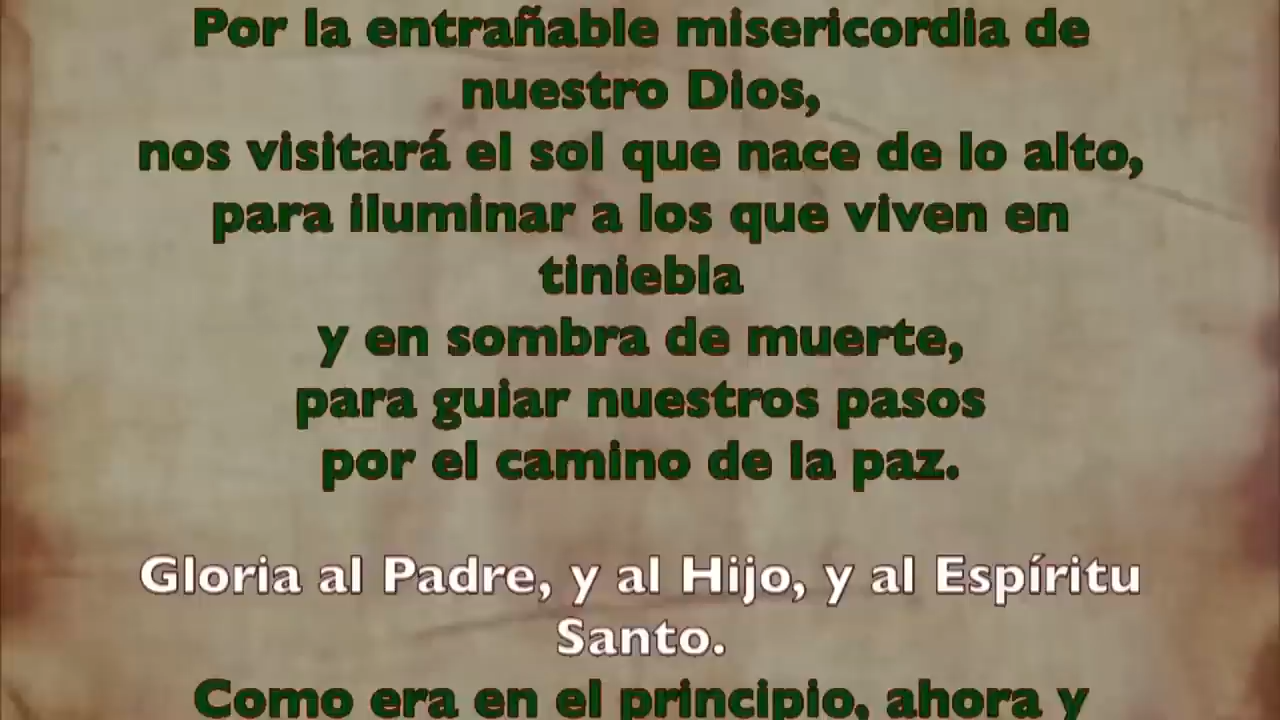 Por la entrañable misericordia de
nuestro Dios,
nos visitará el sol que nace de lo alto,
para iluminar a los que viven en
tiniebla
y en sombra de muerte,
para guiar nuestros pasos
por el camino de la paz.
Gloria al Padre, y al Hijo, y al Espíritu
Santo.
Como era en el principio, ahora y